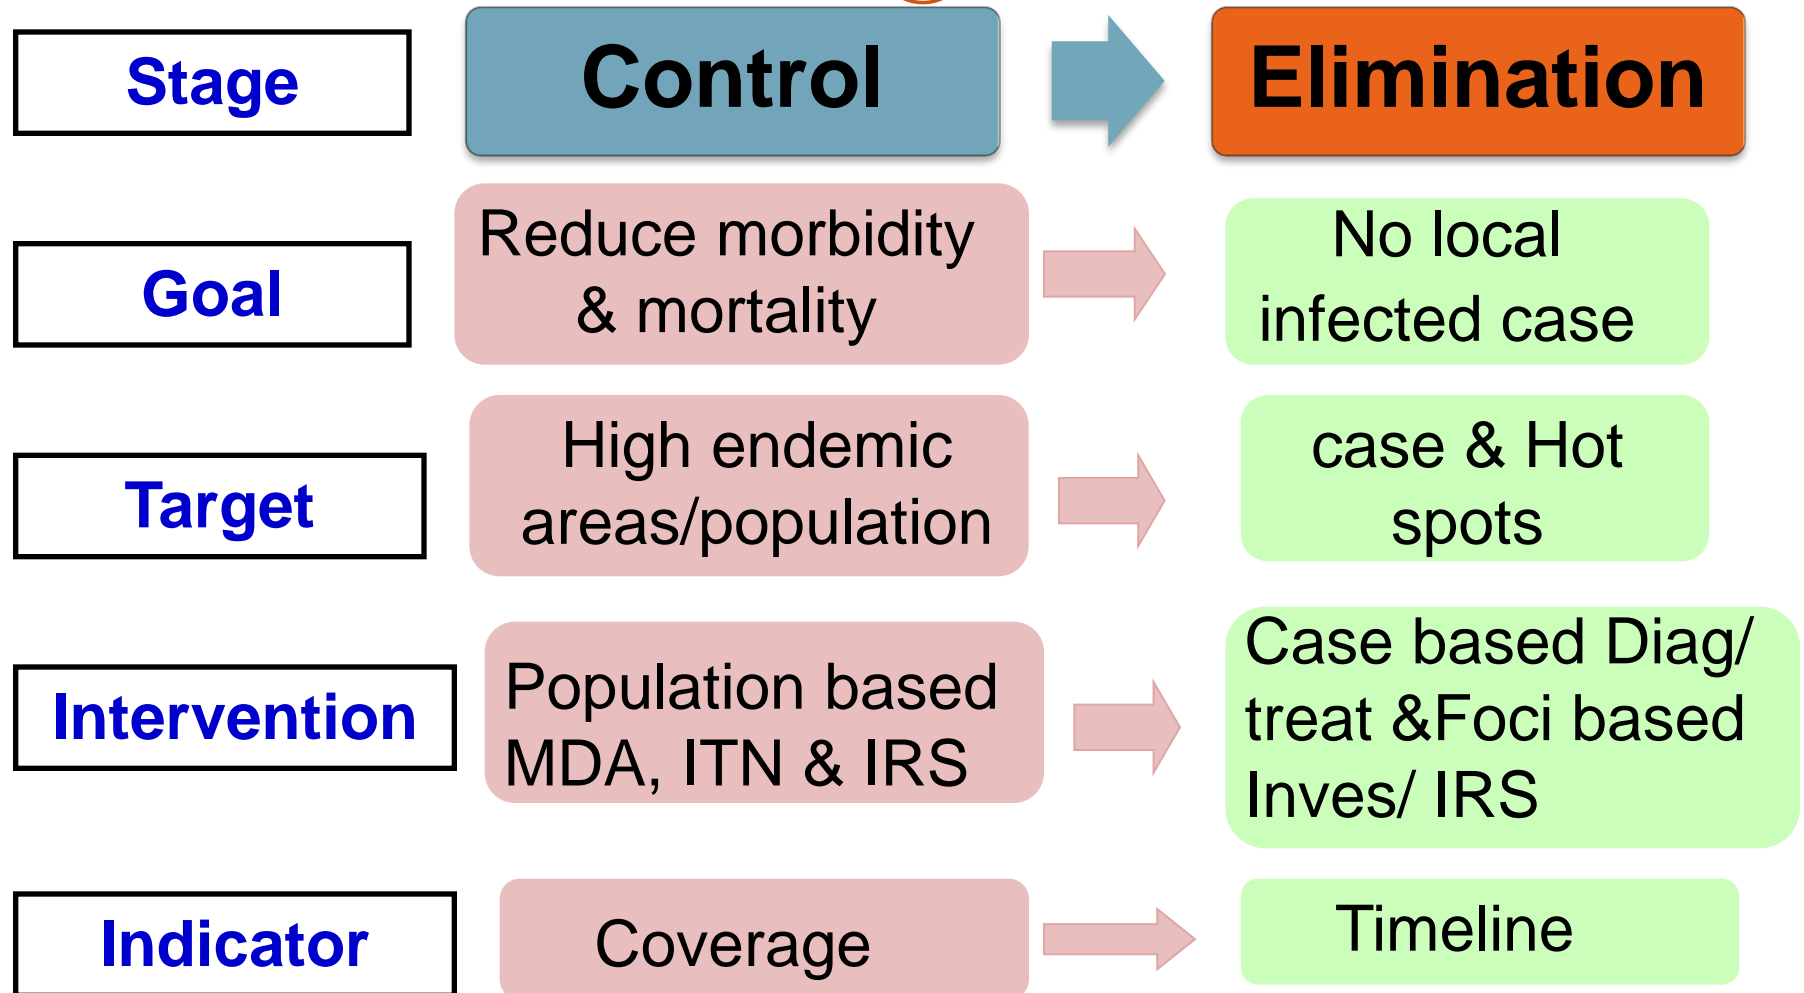 Stage
Control
Elimination
Goal
Reduce morbidity
& mortality
No local
infected case
Target
High endemic
areas/population
case & Hot
spots
Intervention
Population based
MDA, ITN & IRS
Case based Diag/
treat &Foci based
Inves/ IRS
Indicator
Coverage
Timeline